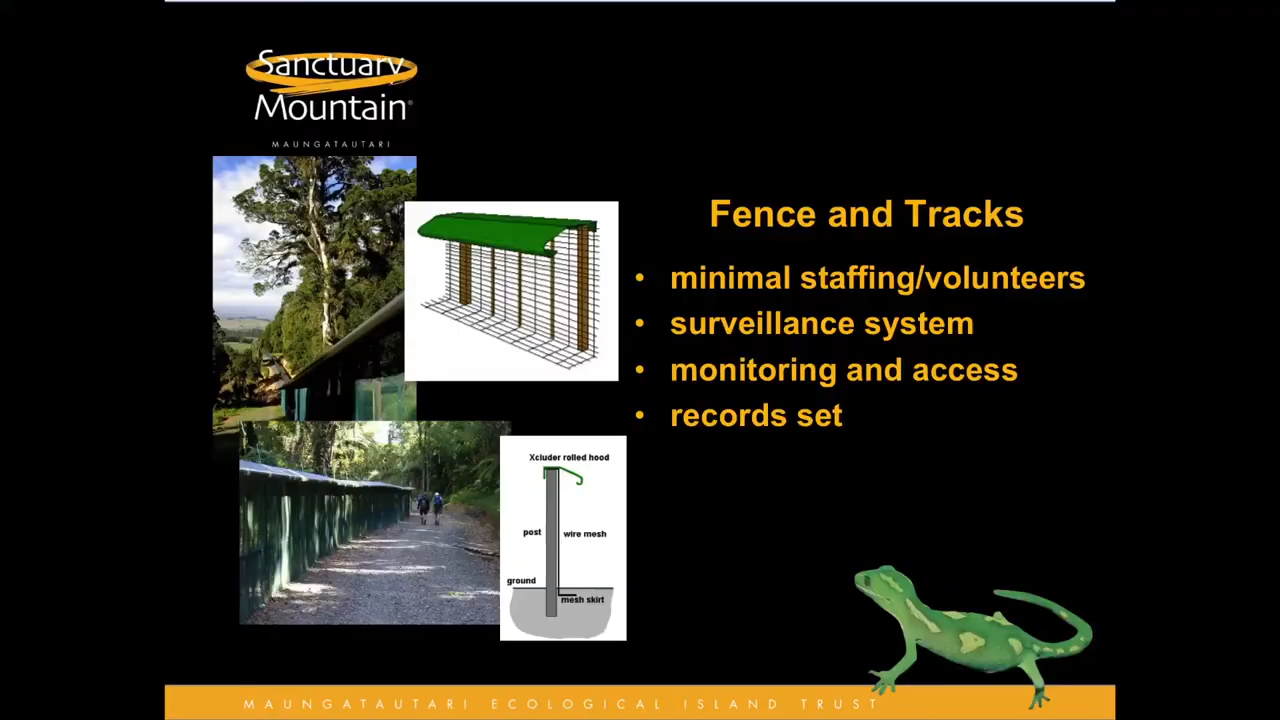 Sanctuary
Mountain®
MAUNGATAUTARI
Fence and Tracks
• minimal staffing/volunteers
• surveillance system
• monitoring and access
• records set
Xcluder rolled hood
post
wire mesh
ground
mesh skirt
MAUNGATAUTARI ECOLOGICAL ISLAND TRUST